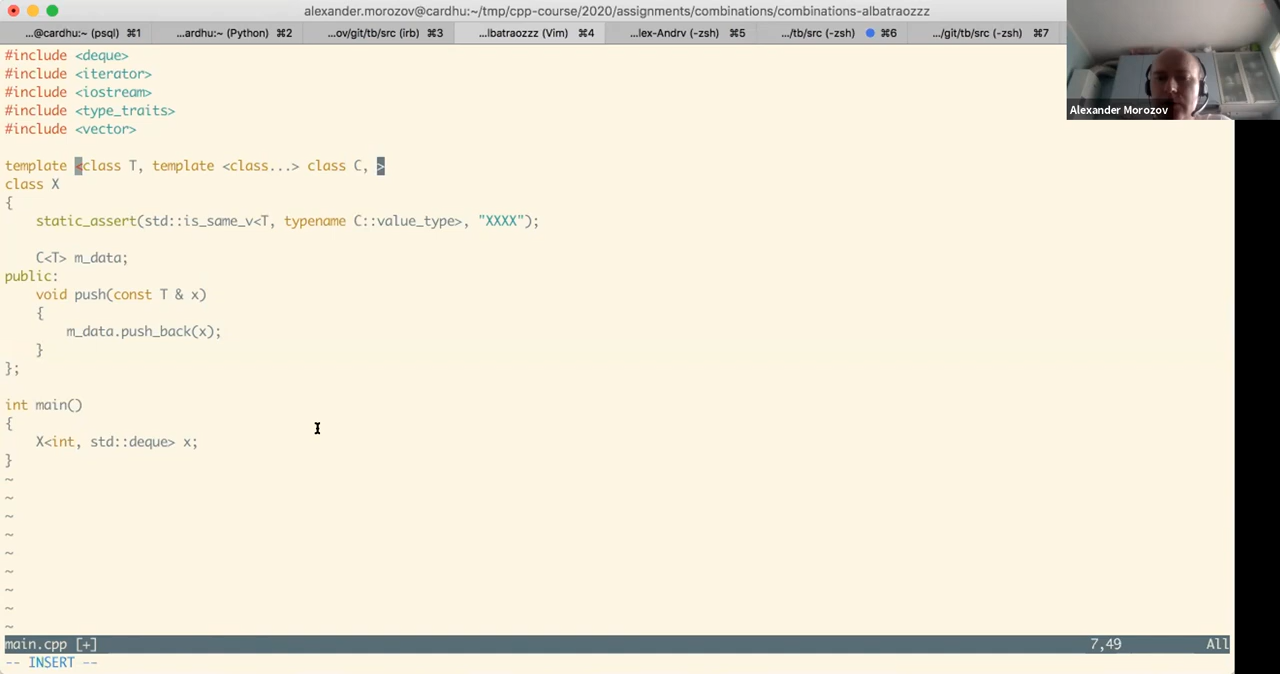 alexander.morozov@cardhu:~/tmp/cpp-course/2020/assignments/combinations/combinations-albatraozzz
...@cardhu:~ (psql) ⌘1 ...ardhu:~ (Python) ⌘2 ...ov/git/tb/src (irb) ⌘3 ...lbatraozzz (Vim) ⌘4 ...lex-Andrv (-zsh) ⌘5 .../tb/src (-zsh) ⌘6 .../git/tb/src (-zsh) ⌘7
#include <deque>
#include <iterator>
#include <iostream>
#include <type_traits>
#include <vector>
Alexander Morozov
template <class T, template <class...> class C, >
class X
{
    static_assert(std::is_same_v<T, typename C::value_type>, "XXXX");
    C<T> m_data;
public:
    void push(const T & x)
    {
        m_data.push_back(x);
    }
};
int main()
{
    X<int, std::deque> x;
}
~
~
~
~
~
~
~
~
~
main.cpp [+] 7,49 All
-- INSERT --